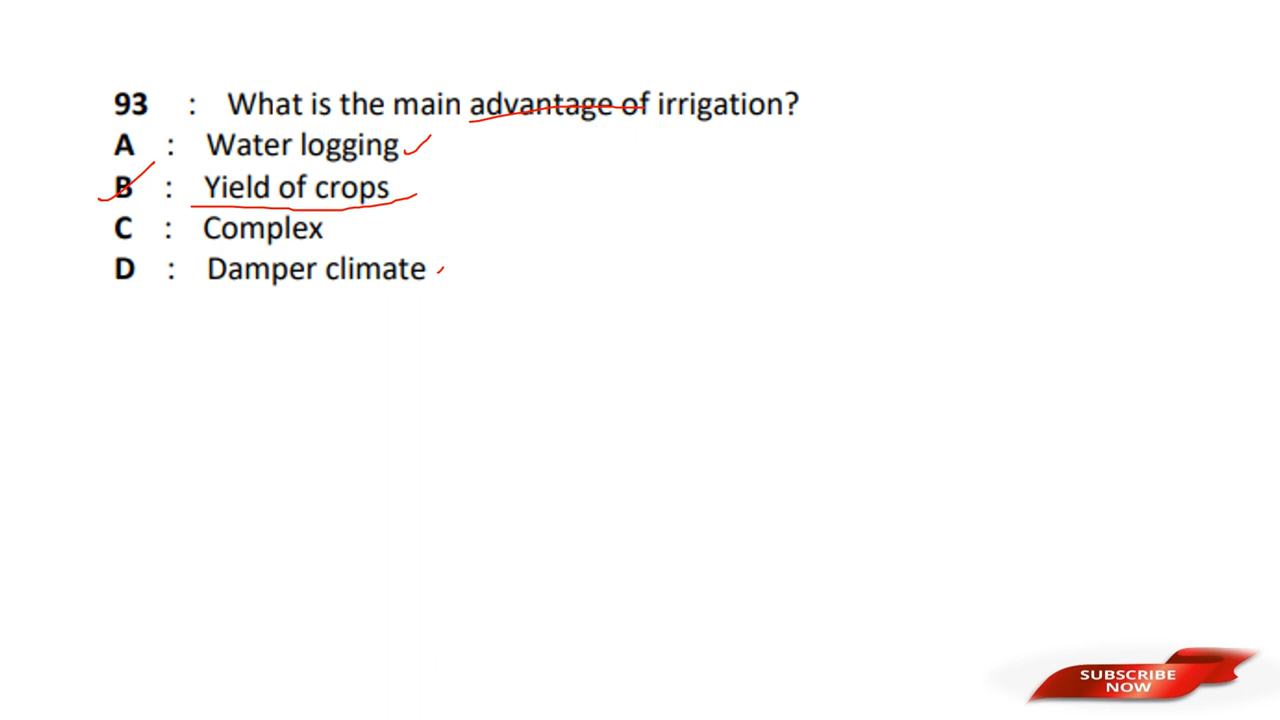 93 : What is the main advantage of irrigation?
A : Water logging
B : Yield of crops
C : Complex
D : Damper climate
SUBSCRIBE
NOW